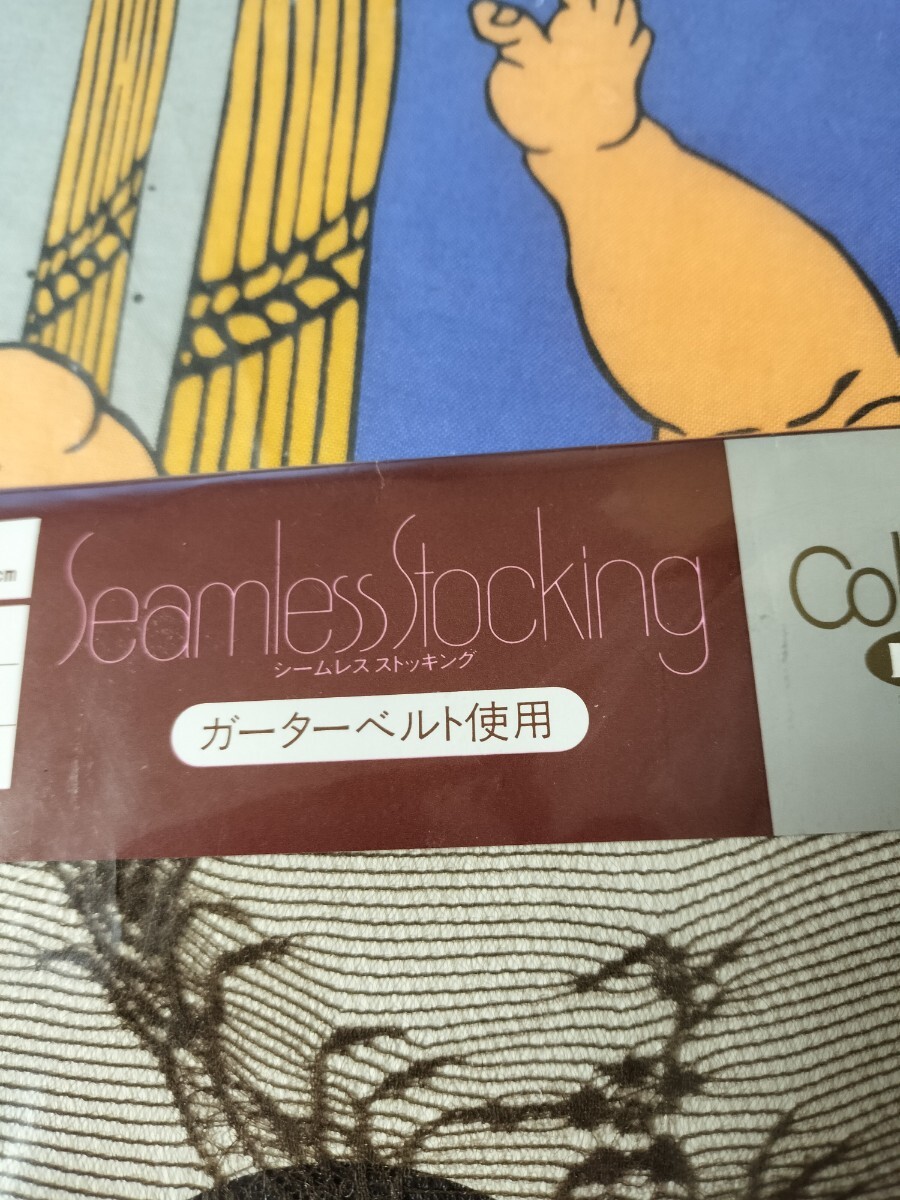 cm
Seamless Stocking
シームレス ストッキング
ガーターベルト使用